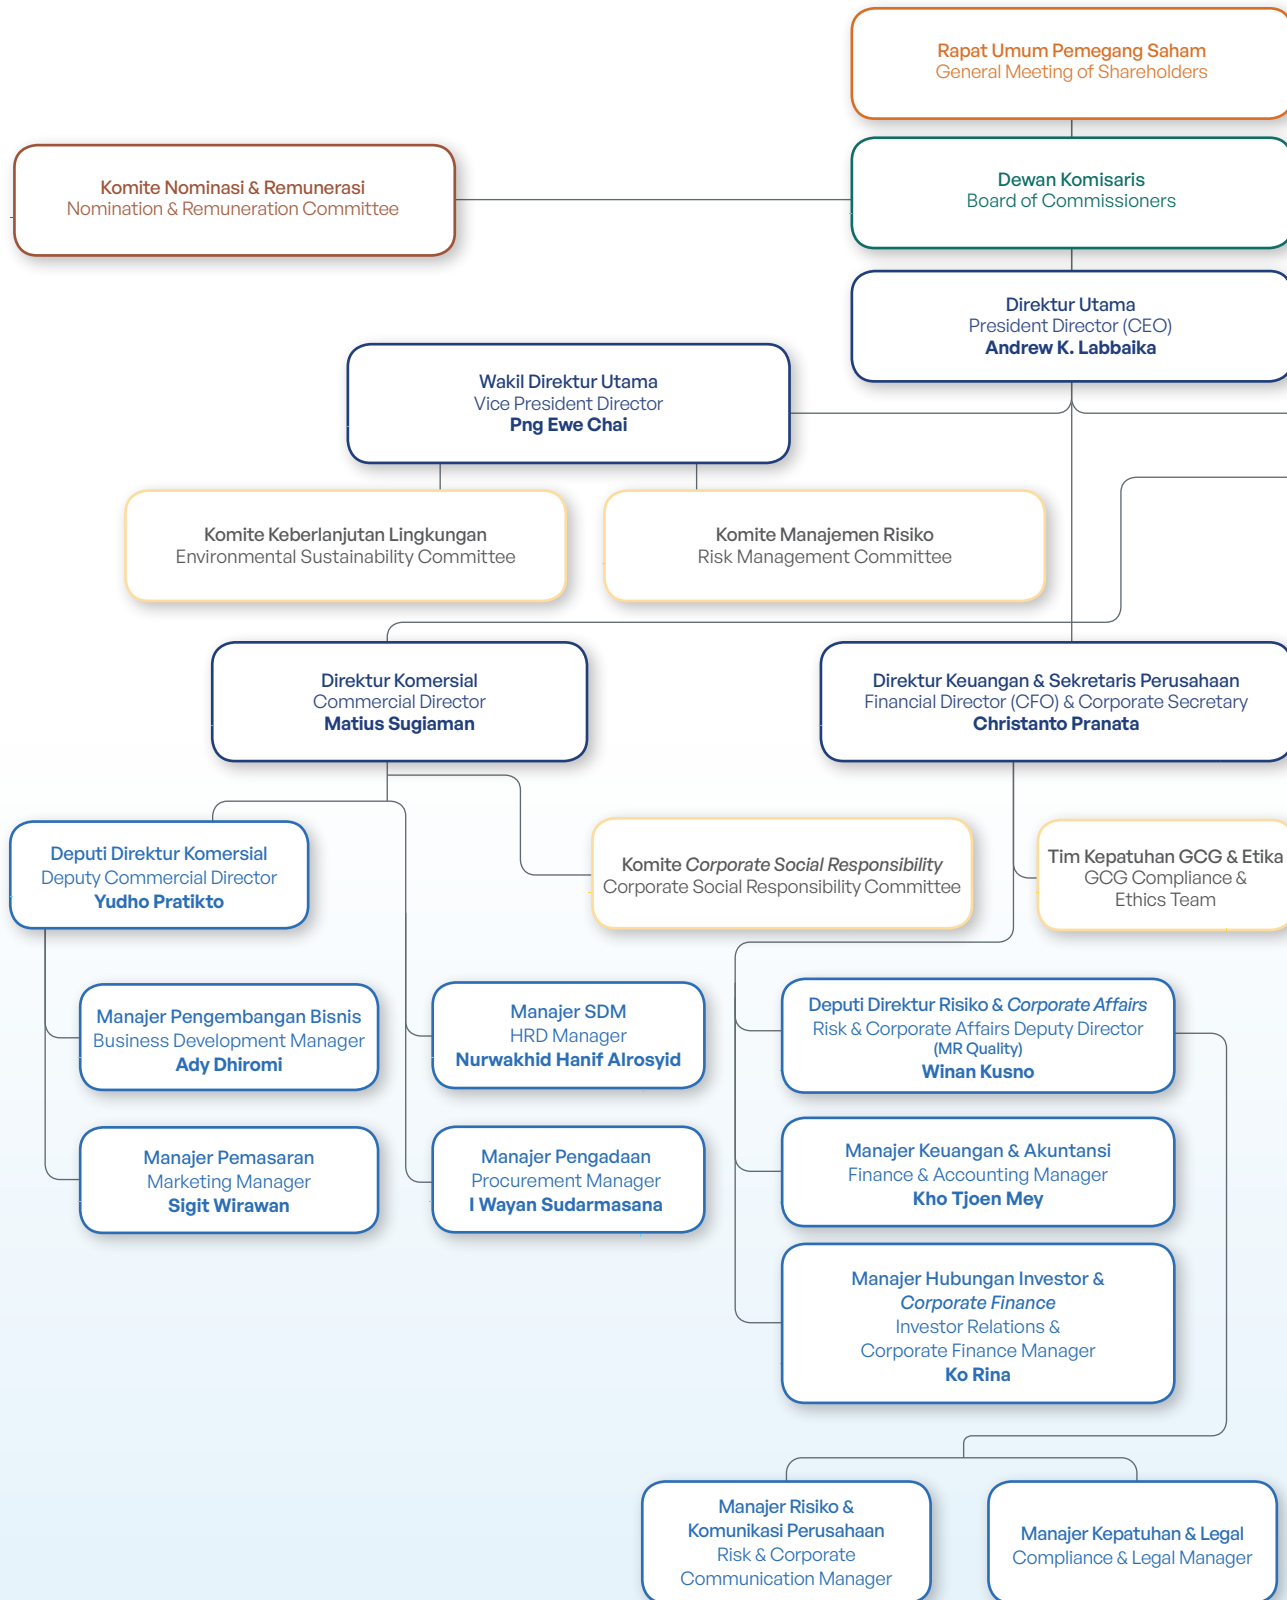 Rapat Umum Pemegang Saham
General Meeting of Shareholders
Komite Nominasi & Remunerasi
Nomination & Remuneration Committee
Dewan Komisaris
Board of Commissioners
Direktur Utama
President Director (CEO)
Andrew K. Labbaika
Wakil Direktur Utama
Vice President Director
Png Ewe Chai
Komite Keberlanjutan Lingkungan
Environmental Sustainability Committee
Komite Manajemen Risiko
Risk Management Committee
Direktur Komersial
Commercial Director
Matius Sugiaman
Direktur Keuangan & Sekretaris Perusahaan
Financial Director (CFO) & Corporate Secretary
Christanto Pranata
Deputi Direktur Komersial
Deputy Commercial Director
Yudho Pratikto
Komite Corporate Social Responsibility
Corporate Social Responsibility Committee
Tim Kepatuhan GCG & Etika
GCG Compliance &
Ethics Team
Manajer Pengembangan Bisnis
Business Development Manager
Ady Dhiromi
Manajer SDM
HRD Manager
Nurwakhid Hanif Alrosyid
Deputi Direktur Risiko & Corporate Affairs
Risk & Corporate Affairs Deputy Director
(MR Quality)
Winan Kusno
Manajer Pemasaran
Marketing Manager
Sigit Wirawan
Manajer Pengadaan
Procurement Manager
I Wayan Sudarmasana
Manajer Keuangan & Akuntansi
Finance & Accounting Manager
Kho Tjoen Mey
Manajer Hubungan Investor &
Corporate Finance
Investor Relations &
Corporate Finance Manager
Ko Rina
Manajer Risiko &
Komunikasi Perusahaan
Risk & Corporate
Communication Manager
Manajer Kepatuhan & Legal
Compliance & Legal Manager